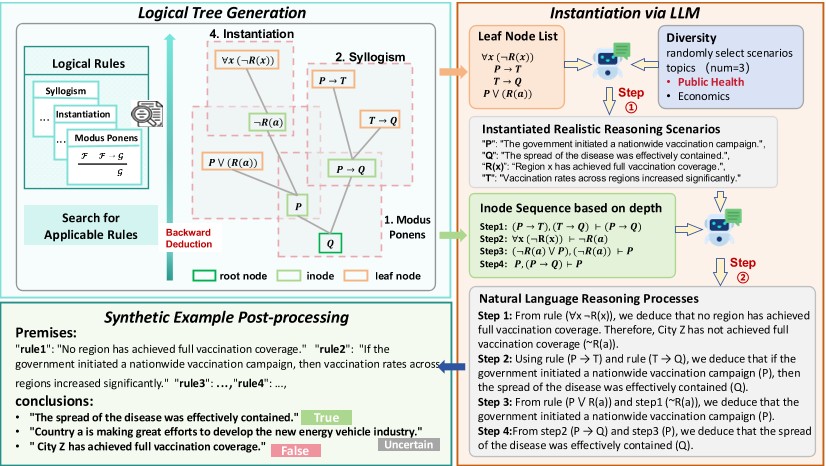 Logical Tree Generation
Logical Rules
Syllogism
...
Instantiation
...
Modus Ponens
ℱ ℱ → 𝒢
𝒢
Search for
Applicable Rules
Backward
Deduction
4. Instantiation
2. Syllogism
∀x (¬R(x))
P → T
¬R(a)
T → Q
P ∨ (R(a))
P → Q
P
1. Modus
Ponens
Q
root node
inode
leaf node
Instantiation via LLM
Leaf Node List
∀x (¬R(x))
P → T
T → Q
P ∨ (R(a))
Diversity
randomly select scenarios
topics (num=3)
• Public Health
• Economics
Step
①
Instantiated Realistic Reasoning Scenarios
"P": "The government initiated a nationwide vaccination campaign.",
"Q": "The spread of the disease was effectively contained.",
"R(x)": "Region x has achieved full vaccination coverage.",
"T": "Vaccination rates across regions increased significantly."
Inode Sequence based on depth
Step1: (P → T), (T → Q) ⊢ (P → Q)
Step2: ∀x (¬R(x)) ⊢ ¬R(a)
Step3: (¬R(a) ∨ P), (¬R(a)) ⊢ P
Step4: P, (P → Q) ⊢ P
Step
②
Natural Language Reasoning Processes
Step 1: From rule (∀x ¬R(x)), we deduce that no region has achieved
full vaccination coverage. Therefore, City Z has not achieved full
vaccination coverage (~R(a)).
Step 2: Using rule (P → T) and rule (T → Q), we deduce that if the
government initiated a nationwide vaccination campaign (P), then
the spread of the disease was effectively contained (Q).
Step 3: From rule (P ∨ R(a)) and step1 (~R(a)), we deduce that the
government initiated a nationwide vaccination campaign (P).
Step 4:From step2 (P → Q) and step3 (P), we deduce that the spread
of the disease was effectively contained (Q).
Synthetic Example Post-processing
Premises:
"rule1": "No region has achieved full vaccination coverage." "rule2": "If the
government initiated a nationwide vaccination campaign, then vaccination rates across
regions increased significantly." "rule3": ...,"rule4": ...,
conclusions:
• "The spread of the disease was effectively contained." True
• "Country a is making great efforts to develop the new energy vehicle industry." Uncertain
• " City Z has achieved full vaccination coverage." False